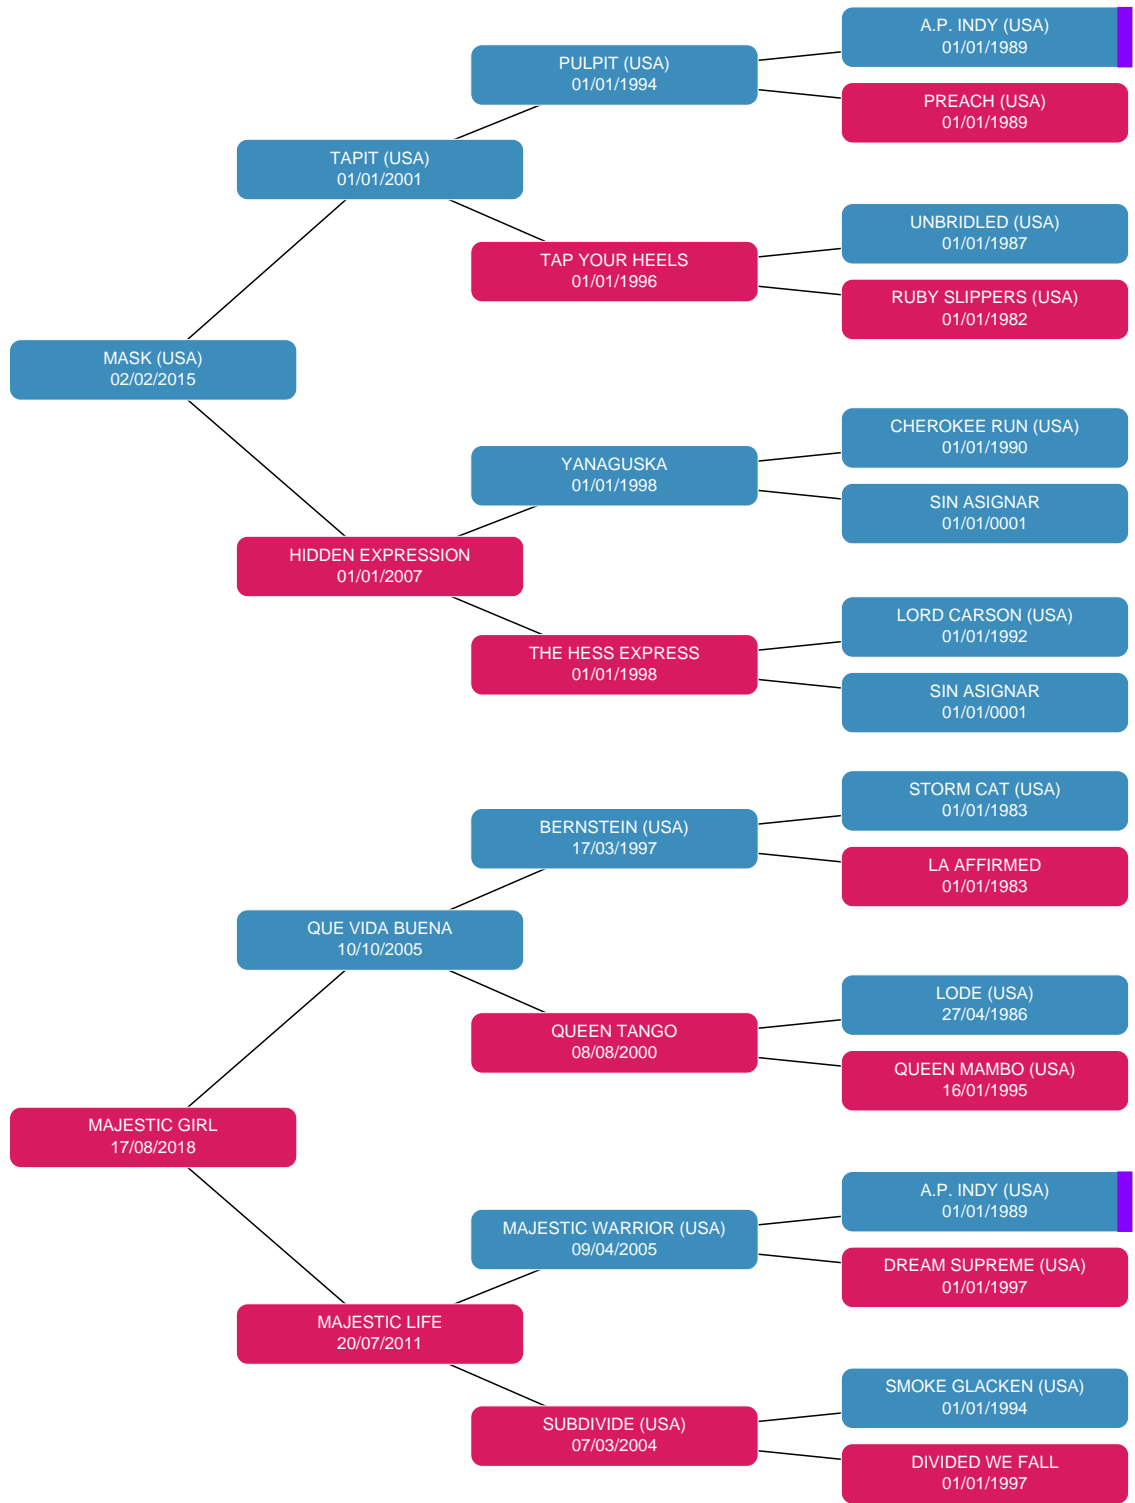 A.P. INDY (USA)
01/01/1989
PULPIT (USA)
01/01/1994
PREACH (USA)
01/01/1989
TAPIT (USA)
01/01/2001
UNBRIDLED (USA)
01/01/1987
TAP YOUR HEELS
01/01/1996
RUBY SLIPPERS (USA)
01/01/1982
MASK (USA)
02/02/2015
CHEROKEE RUN (USA)
01/01/1990
YANAGUSKA
01/01/1998
SIN ASIGNAR
01/01/0001
HIDDEN EXPRESSION
01/01/2007
LORD CARSON (USA)
01/01/1992
THE HESS EXPRESS
01/01/1998
SIN ASIGNAR
01/01/0001
STORM CAT (USA)
01/01/1983
BERNSTEIN (USA)
17/03/1997
LA AFFIRMED
01/01/1983
QUE VIDA BUENA
10/10/2005
LODE (USA)
27/04/1986
QUEEN TANGO
08/08/2000
QUEEN MAMBO (USA)
16/01/1995
MAJESTIC GIRL
17/08/2018
A.P. INDY (USA)
01/01/1989
MAJESTIC WARRIOR (USA)
09/04/2005
DREAM SUPREME (USA)
01/01/1997
MAJESTIC LIFE
20/07/2011
SMOKE GLACKEN (USA)
01/01/1994
SUBDIVIDE (USA)
07/03/2004
DIVIDED WE FALL
01/01/1997